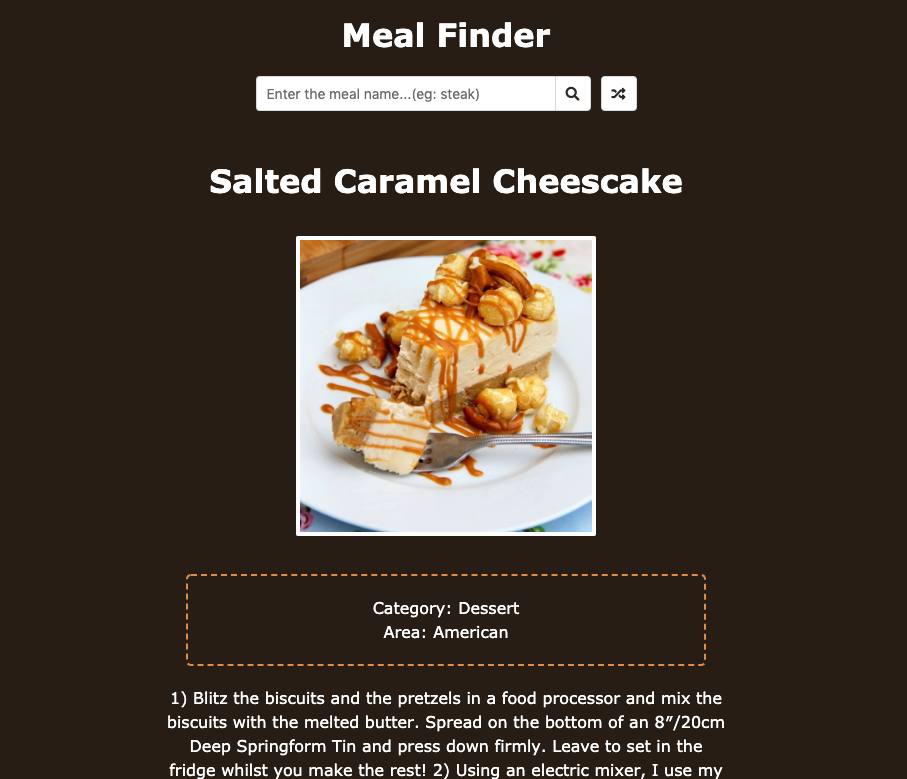 Meal Finder
Enter the meal name...(eg: steak)
Salted Caramel Cheescake
Category: Dessert
Area: American
1) Blitz the biscuits and the pretzels in a food processor and mix the
biscuits with the melted butter. Spread on the bottom of an 8″/20cm
Deep Springform Tin and press down firmly. Leave to set in the
fridge whilst you make the rest! 2) Using an electric mixer, I use my